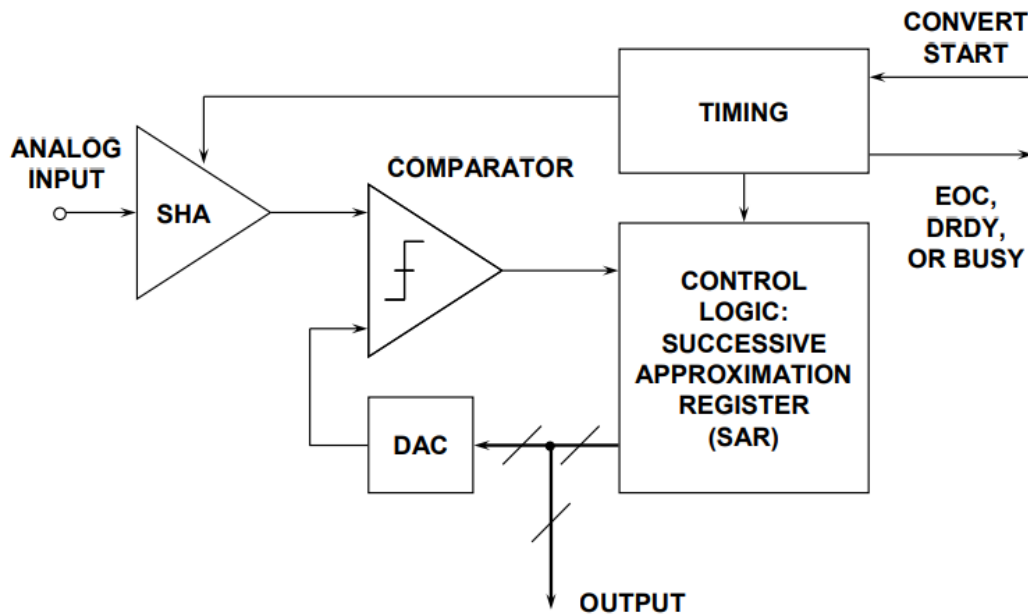 CONVERT
START
TIMING
ANALOG
INPUT
COMPARATOR
SHA
EOC,
DRDY,
OR BUSY
CONTROL
LOGIC:
SUCCESSIVE
APPROXIMATION
REGISTER
(SAR)
DAC
OUTPUT